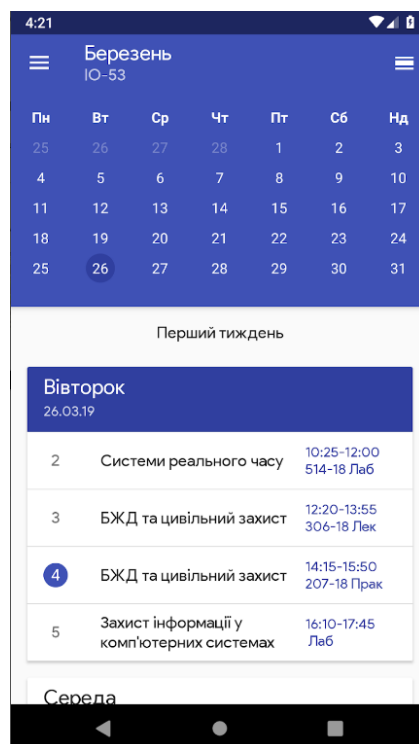 4:21
Березень
ІО-53
Пн Вт Ср Чт Пт Сб Нд
25 26 27 28 1 2 3
4 5 6 7 8 9 10
11 12 13 14 15 16 17
18 19 20 21 22 23 24
25 26 27 28 29 30 31
Перший тиждень
Вівторок
26.03.19
2 Системи реального часу 10:25-12:00
514-18 Лаб
3 БЖД та цивільний захист 12:20-13:55
306-18 Лек
4 БЖД та цивільний захист 14:15-15:50
207-18 Прак
5 Захист інформації у 16:10-17:45
комп'ютерних системах Лаб
Середа